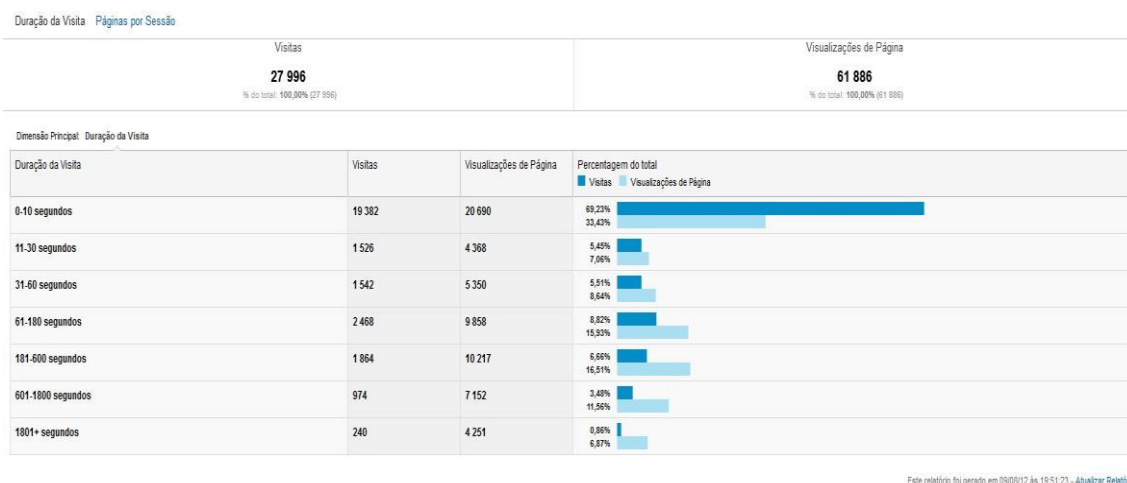 Duração da Visita Páginas por Sessão
Visitas Visualizações de Página
27 996 61 886
% do total: 100,00% (27 996) % do total: 100,00% (61 886)
Dimensão Principal: Duração da Visita
Duração da Visita Visitas Visualizações de Página Percentagem do total
Visitas Visualizações de Página
0-10 segundos 19 382 20 690 69,23%
33,43%
11-30 segundos 1 526 4 368 5,45%
7,06%
31-60 segundos 1 542 5 350 5,51%
8,64%
61-180 segundos 2 468 9 858 8,82%
15,93%
181-600 segundos 1 864 10 217 6,66%
16,51%
601-1800 segundos 974 7 152 3,48%
11,56%
1801+ segundos 240 4 251 0,86%
6,87%
Este relatório foi gerado em 09/08/12 às 19:51:23 - Atualizar Relató